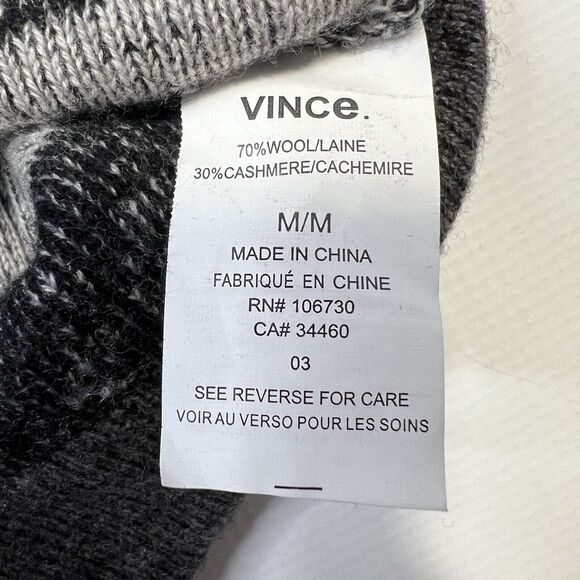 VINCe.
70%WOOL/LAINE
30%CASHMERE/CACHEMIRE
M/M
MADE IN CHINA
FABRIQUÉ EN CHINE
RN# 106730
CA# 34460
03
SEE REVERSE FOR CARE
VOIR AU VERSO POUR LES SOINS